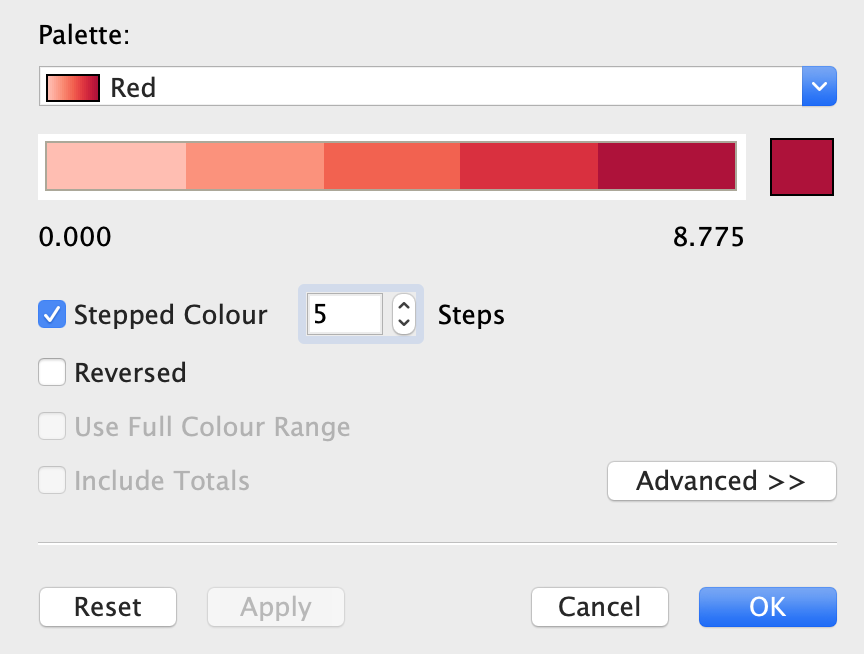 Palette:
Red
0.000 8.775
Stepped Colour 5 Steps
Reversed
Use Full Colour Range
Include Totals
Advanced >>
Reset Apply Cancel OK